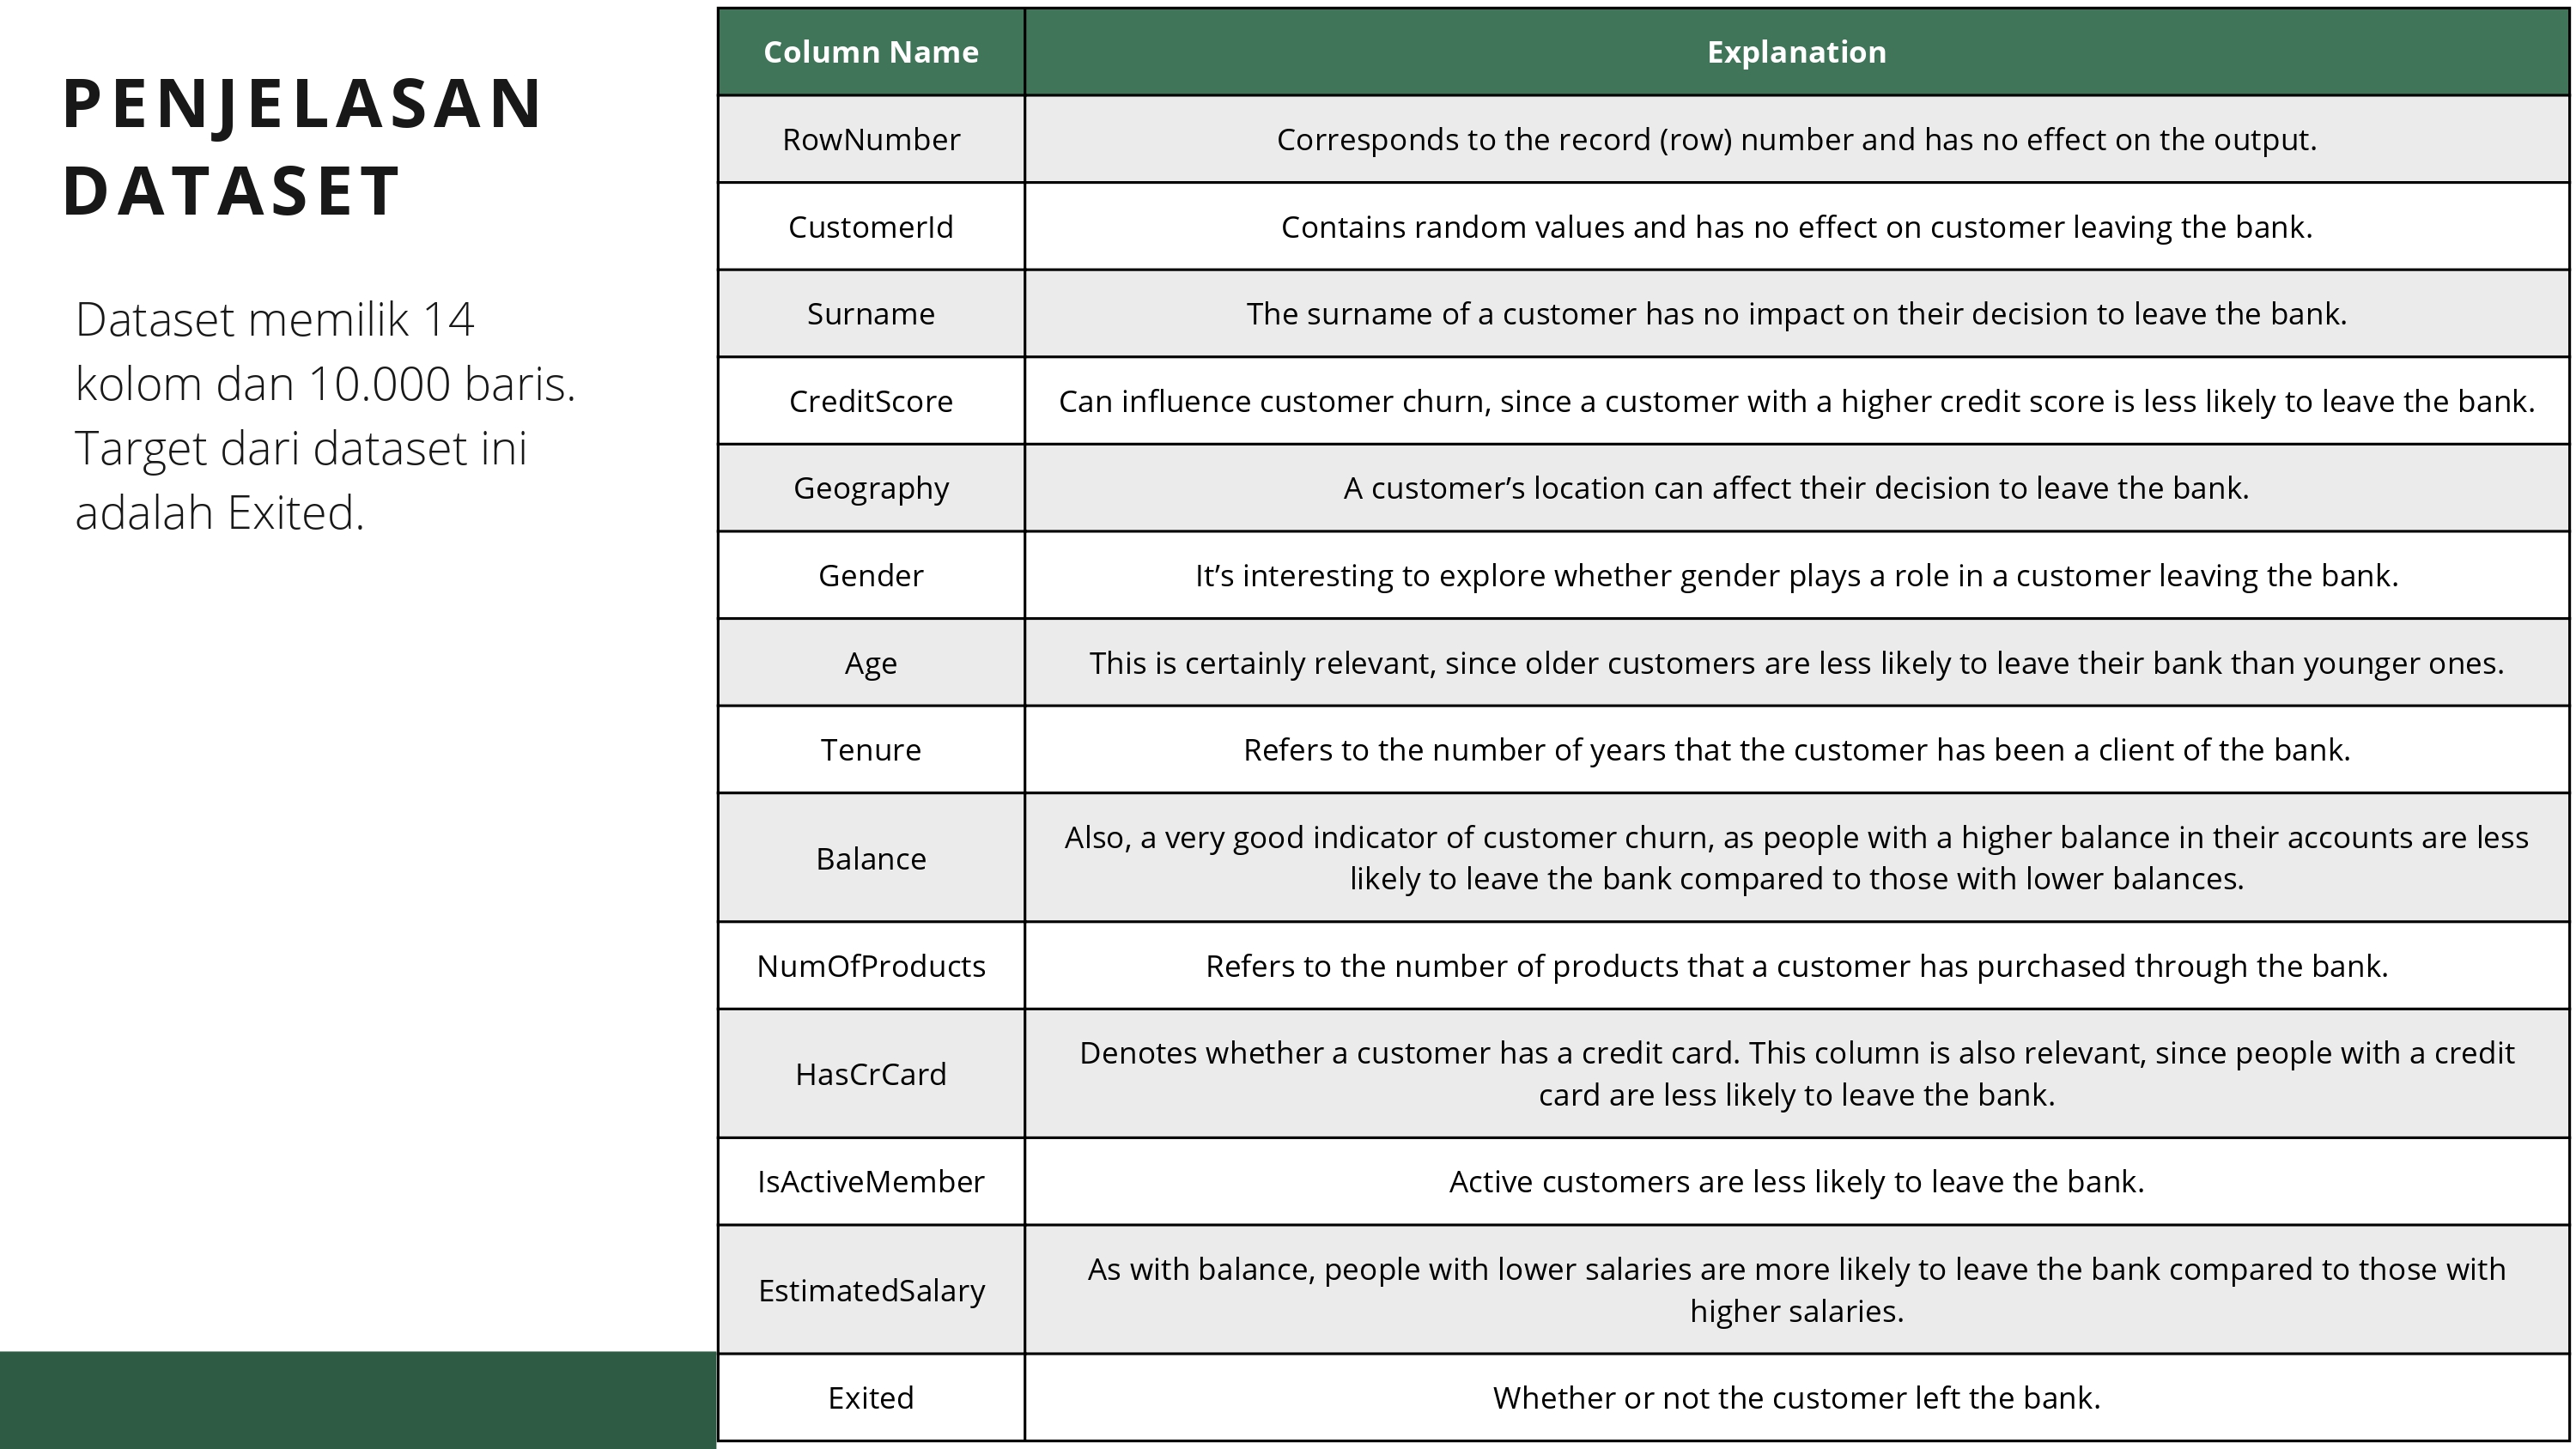 PENJELASAN
DATASET
Dataset memilik 14
kolom dan 10.000 baris.
Target dari dataset ini
adalah Exited.
Column Name Explanation
RowNumber Corresponds to the record (row) number and has no effect on the output.
CustomerId Contains random values and has no effect on customer leaving the bank.
Surname The surname of a customer has no impact on their decision to leave the bank.
CreditScore Can influence customer churn, since a customer with a higher credit score is less likely to leave the bank.
Geography A customer’s location can affect their decision to leave the bank.
Gender It’s interesting to explore whether gender plays a role in a customer leaving the bank.
Age This is certainly relevant, since older customers are less likely to leave their bank than younger ones.
Tenure Refers to the number of years that the customer has been a client of the bank.
Balance Also, a very good indicator of customer churn, as people with a higher balance in their accounts are less
likely to leave the bank compared to those with lower balances.
NumOfProducts Refers to the number of products that a customer has purchased through the bank.
HasCrCard Denotes whether a customer has a credit card. This column is also relevant, since people with a credit
card are less likely to leave the bank.
IsActiveMember Active customers are less likely to leave the bank.
EstimatedSalary As with balance, people with lower salaries are more likely to leave the bank compared to those with
higher salaries.
Exited Whether or not the customer left the bank.